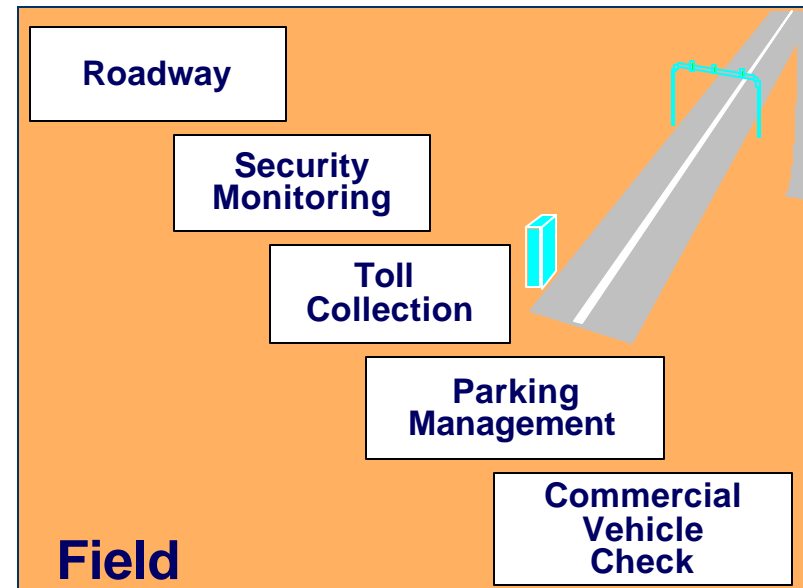 Roadway
Security
Monitoring
Toll
Collection
Parking
Management
Commercial
Vehicle
Check
Field